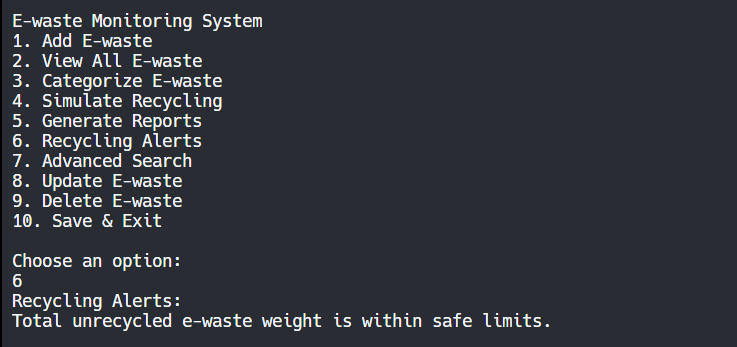 E-waste Monitoring System
1. Add E-waste
2. View All E-waste
3. Categorize E-waste
4. Simulate Recycling
5. Generate Reports
6. Recycling Alerts
7. Advanced Search
8. Update E-waste
9. Delete E-waste
10. Save & Exit
Choose an option:
6
Recycling Alerts:
Total unrecycled e-waste weight is within safe limits.